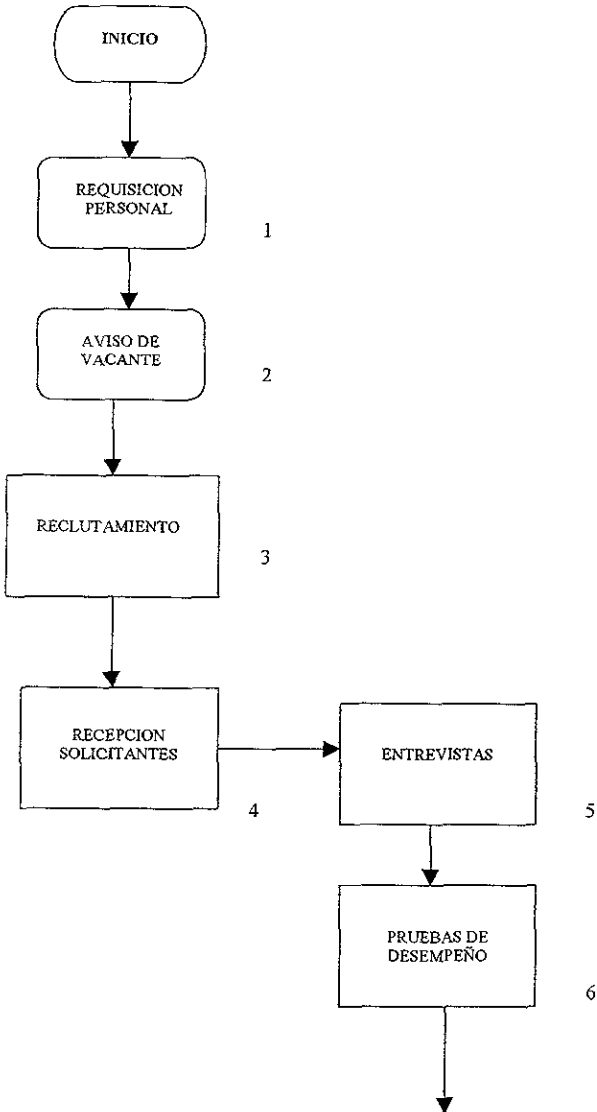 INICIO
REQUISICION
PERSONAL
1
AVISO DE
VACANTE
2
RECLUTAMIENTO
3
RECEPCION
SOLICITANTES
4
ENTREVISTAS
5
PRUEBAS DE
DESEMPEÑO
6